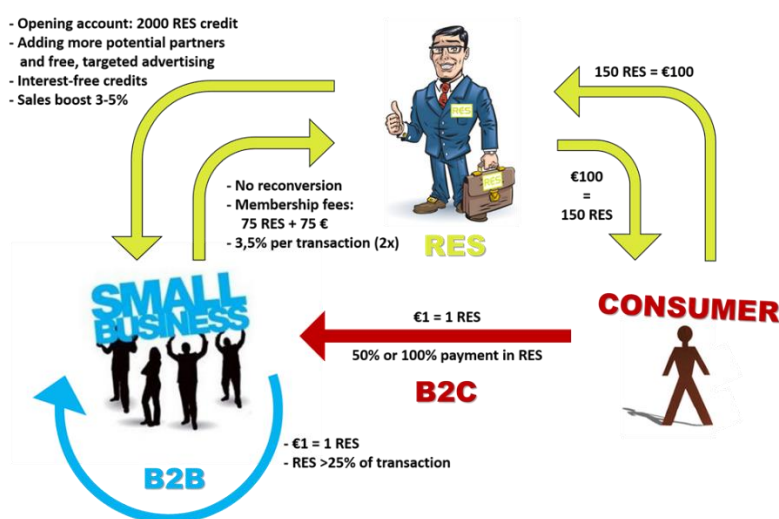 - Opening account: 2000 RES credit
- Adding more potential partners
and free, targeted advertising
- Interest-free credits
- Sales boost 3-5%
150 RES = €100
RES
RES
€100
=
150 RES
- No reconversion
- Membership fees:
75 RES + 75 €
- 3,5% per transaction (2x)
RES
SMALL
BUSINESS
CONSUMER
€1 = 1 RES
50% or 100% payment in RES
B2C
- €1 = 1 RES
- RES >25% of transaction
B2B